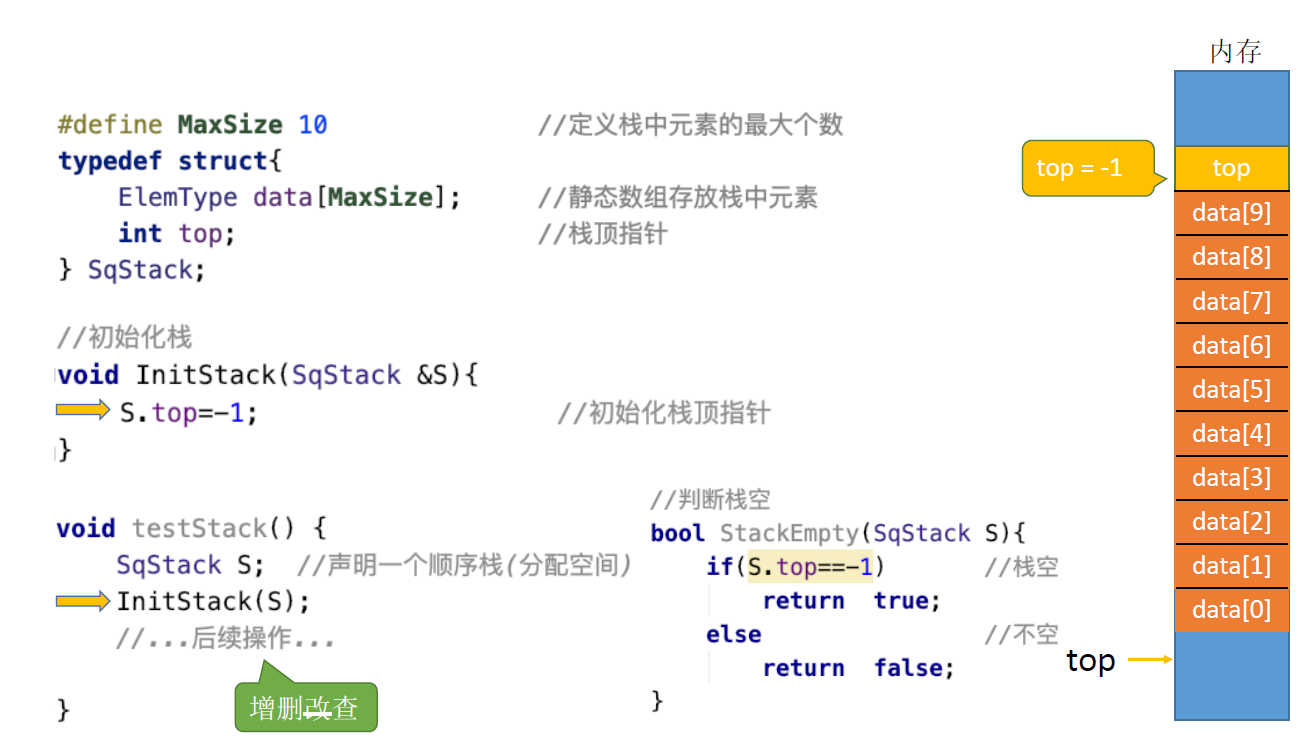 内存
#define MaxSize 10 //定义栈中元素的最大个数
typedef struct{
ElemType data[MaxSize]; //静态数组存放栈中元素
int top; //栈顶指针
} SqStack;
//初始化栈
void InitStack(SqStack &S){
S.top=-1; //初始化栈顶指针
}
void testStack() {
SqStack S; //声明一个顺序栈(分配空间)
InitStack(S);
//...后续操作...
}
增删改查
//判断栈空
bool StackEmpty(SqStack S){
if(S.top==-1) //栈空
return true;
else //不空
return false;
}
top = -1
top
data[9]
data[8]
data[7]
data[6]
data[5]
data[4]
data[3]
data[2]
data[1]
data[0]
top